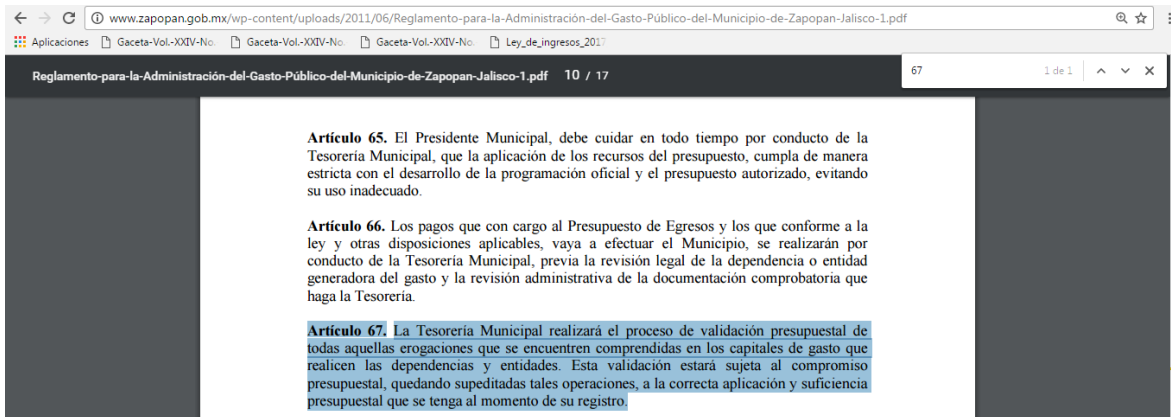 www.zapopan.gob.mx/wp-content/uploads/2011/06/Reglamento-para-la-Administración-del-Gasto-Público-del-Municipio-de-Zapopan-Jalisco-1.pdf
Aplicaciones Gaceta-Vol.-XXIV-No. Gaceta-Vol.-XXIV-No. Gaceta-Vol.-XXIV-No. Ley_de_ingresos_2017
Reglamento-para-la-Administración-del-Gasto-Público-del-Municipio-de-Zapopan-Jalisco-1.pdf 10 / 17
67 1 de 1
Artículo 65. El Presidente Municipal, debe cuidar en todo tiempo por conducto de la
Tesorería Municipal, que la aplicación de los recursos del presupuesto, cumpla de manera
estricta con el desarrollo de la programación oficial y el presupuesto autorizado, evitando
su uso inadecuado.
Artículo 66. Los pagos que con cargo al Presupuesto de Egresos y los que conforme a la
ley y otras disposiciones aplicables, vaya a efectuar el Municipio, se realizarán por
conducto de la Tesorería Municipal, previa la revisión legal de la dependencia o entidad
generadora del gasto y la revisión administrativa de la documentación comprobatoria que
haga la Tesorería.
Artículo 67. La Tesorería Municipal realizará el proceso de validación presupuestal de
todas aquellas erogaciones que se encuentren comprendidas en los capitales de gasto que
realicen las dependencias y entidades. Esta validación estará sujeta al compromiso
presupuestal, quedando supeditadas tales operaciones, a la correcta aplicación y suficiencia
presupuestal que se tenga al momento de su registro.